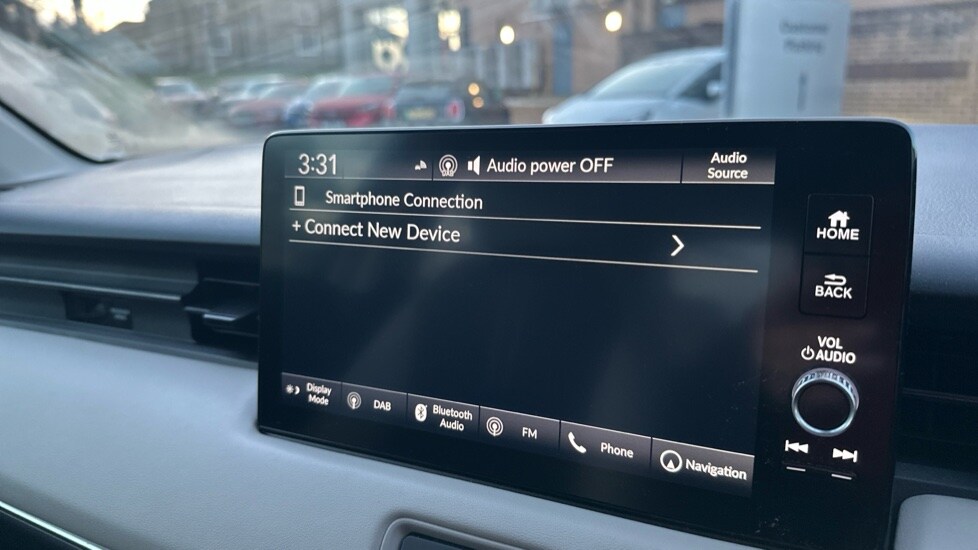 3:31
Audio power OFF
Audio
Source
Smartphone Connection
+ Connect New Device
HOME
BACK
VOL
AUDIO
Display
Mode
DAB
Bluetooth
Audio
FM
Phone
Navigation